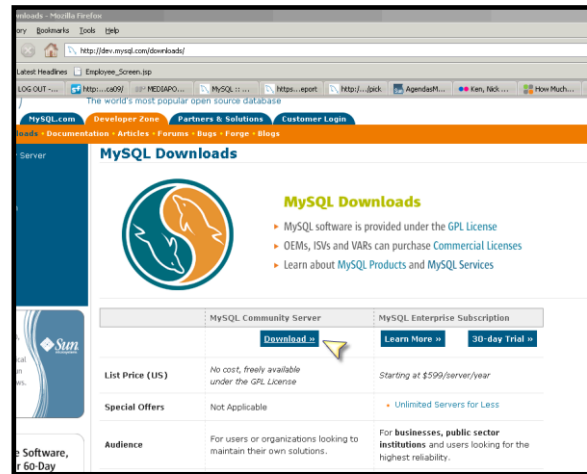 wnloads - Mozilla Firefox
ory Bookmarks Tools Help
http://dev.mysql.com/downloads/
Latest Headlines Employee_Screen.jsp
LOG OUT -... http:...ca09/ MEDIAPO... MySQL :: ... https...eport http:/.../pick AgendasM... Ken, Nick ... How Much...
The world's most popular open source database
MySQL.com Developer Zone Partners & Solutions Customer Login
loads • Documentation • Articles • Forums • Bugs • Forge • Blogs
Server
MySQL Downloads
MySQL Downloads
MySQL software is provided under the GPL License
OEMs, ISVs and VARs can purchase Commercial Licenses
Learn about MySQL Products and MySQL Services
MySQL Community Server MySQL Enterprise Subscription
Download » Learn More » 30-day Trial »
List Price (US) No cost, freely available under the GPL License Starting at $599/server/year
Special Offers Not Applicable • Unlimited Servers for Less
Audience For users or organizations looking to maintain their own solutions. For businesses, public sector institutions and users looking for the highest reliability.
Sun
e Software,
r 60-Day